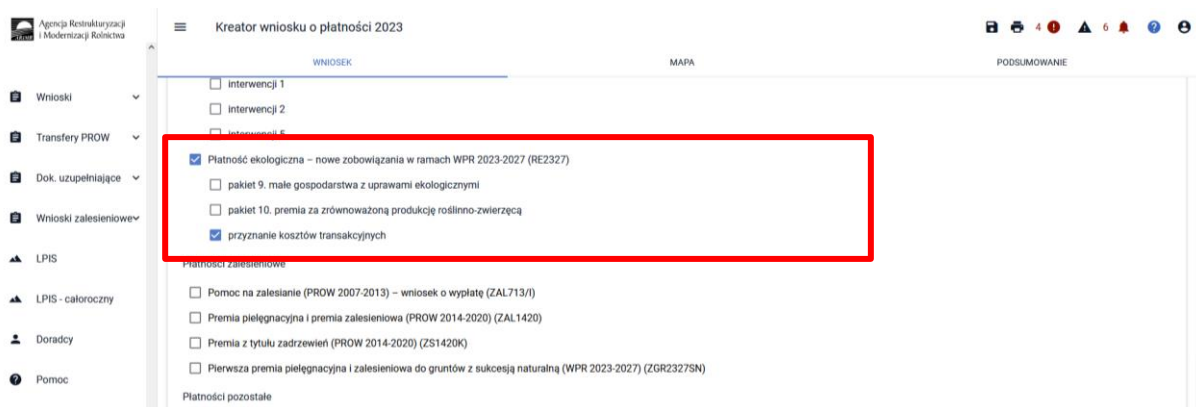 Agencja Restrukturyzacji
i Modernizacji Rolnictwa
Kreator wniosku o płatności 2023
4
6
WNIOSEK
MAPA
PODSUMOWANIE
Wnioski
Transfery PROW
Dok. uzupełniające
Wnioski zalesieniowe
LPIS
LPIS - całoroczny
Doradcy
Pomoc
interwencji 1
interwencji 2
interwencji 5
Płatność ekologiczna – nowe zobowiązania w ramach WPR 2023-2027 (RE2327)
pakiet 9. małe gospodarstwa z uprawami ekologicznymi
pakiet 10. premia za zrównoważoną produkcję roślinno-zwierzęcą
przyznanie kosztów transakcyjnych
Płatności zalesieniowe
Pomoc na zalesianie (PROW 2007-2013) – wniosek o wypłatę (ZAL713/I)
Premia pielęgnacyjna i premia zalesieniowa (PROW 2014-2020) (ZAL1420)
Premia z tytułu zadrzewień (PROW 2014-2020) (ZS1420K)
Pierwsza premia pielęgnacyjna i zalesieniowa do gruntów z sukcesją naturalną (WPR 2023-2027) (ZGR2327SN)
Płatności pozostałe